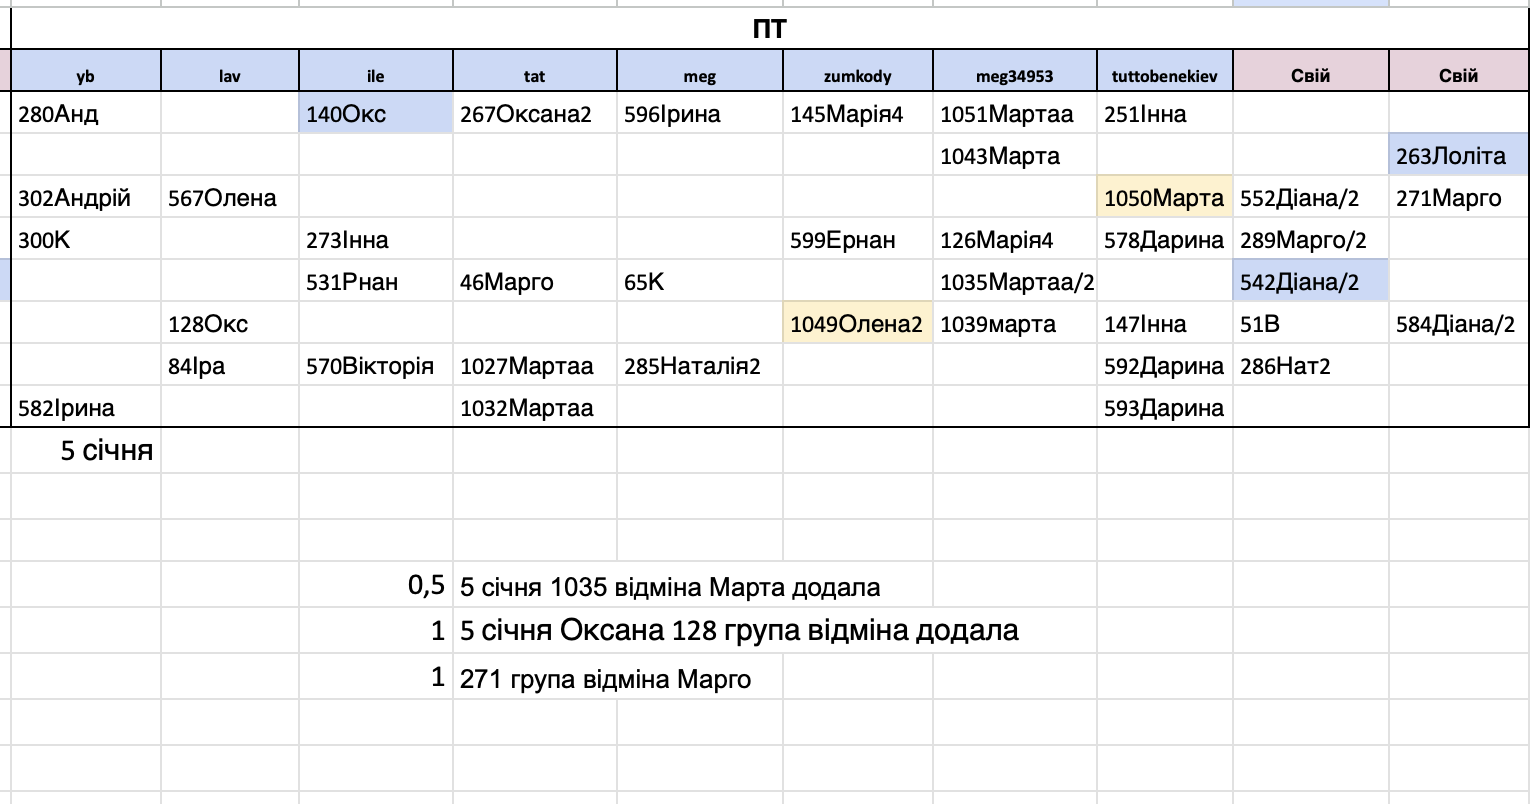 ПТ
yb lav ile tat meg zumkody meg34953 tuttobenekiev Свій Свій
280Анд 140Окс 267Оксана2 596Ірина 145Марія4 1051Мартаа 251Інна
1043Марта 263Лоліта
302Андрій 567Олена 1050Марта 552Діана/2 271Марго
300К 273Інна 599Ернан 126Марія4 578Дарина 289Марго/2
531Рнан 46Марго 65К 1035Мартаа/2 542Діана/2
128Окс 1049Олена2 1039марта 147Інна 51В 584Діана/2
84Іра 570Вікторія 1027Мартаа 285Наталія2 592Дарина 286Нат2
582Ірина 1032Мартаа 593Дарина
5 січня
0,5 5 січня 1035 відміна Марта додала
1 5 січня Оксана 128 група відміна додала
1 271 група відміна Марго